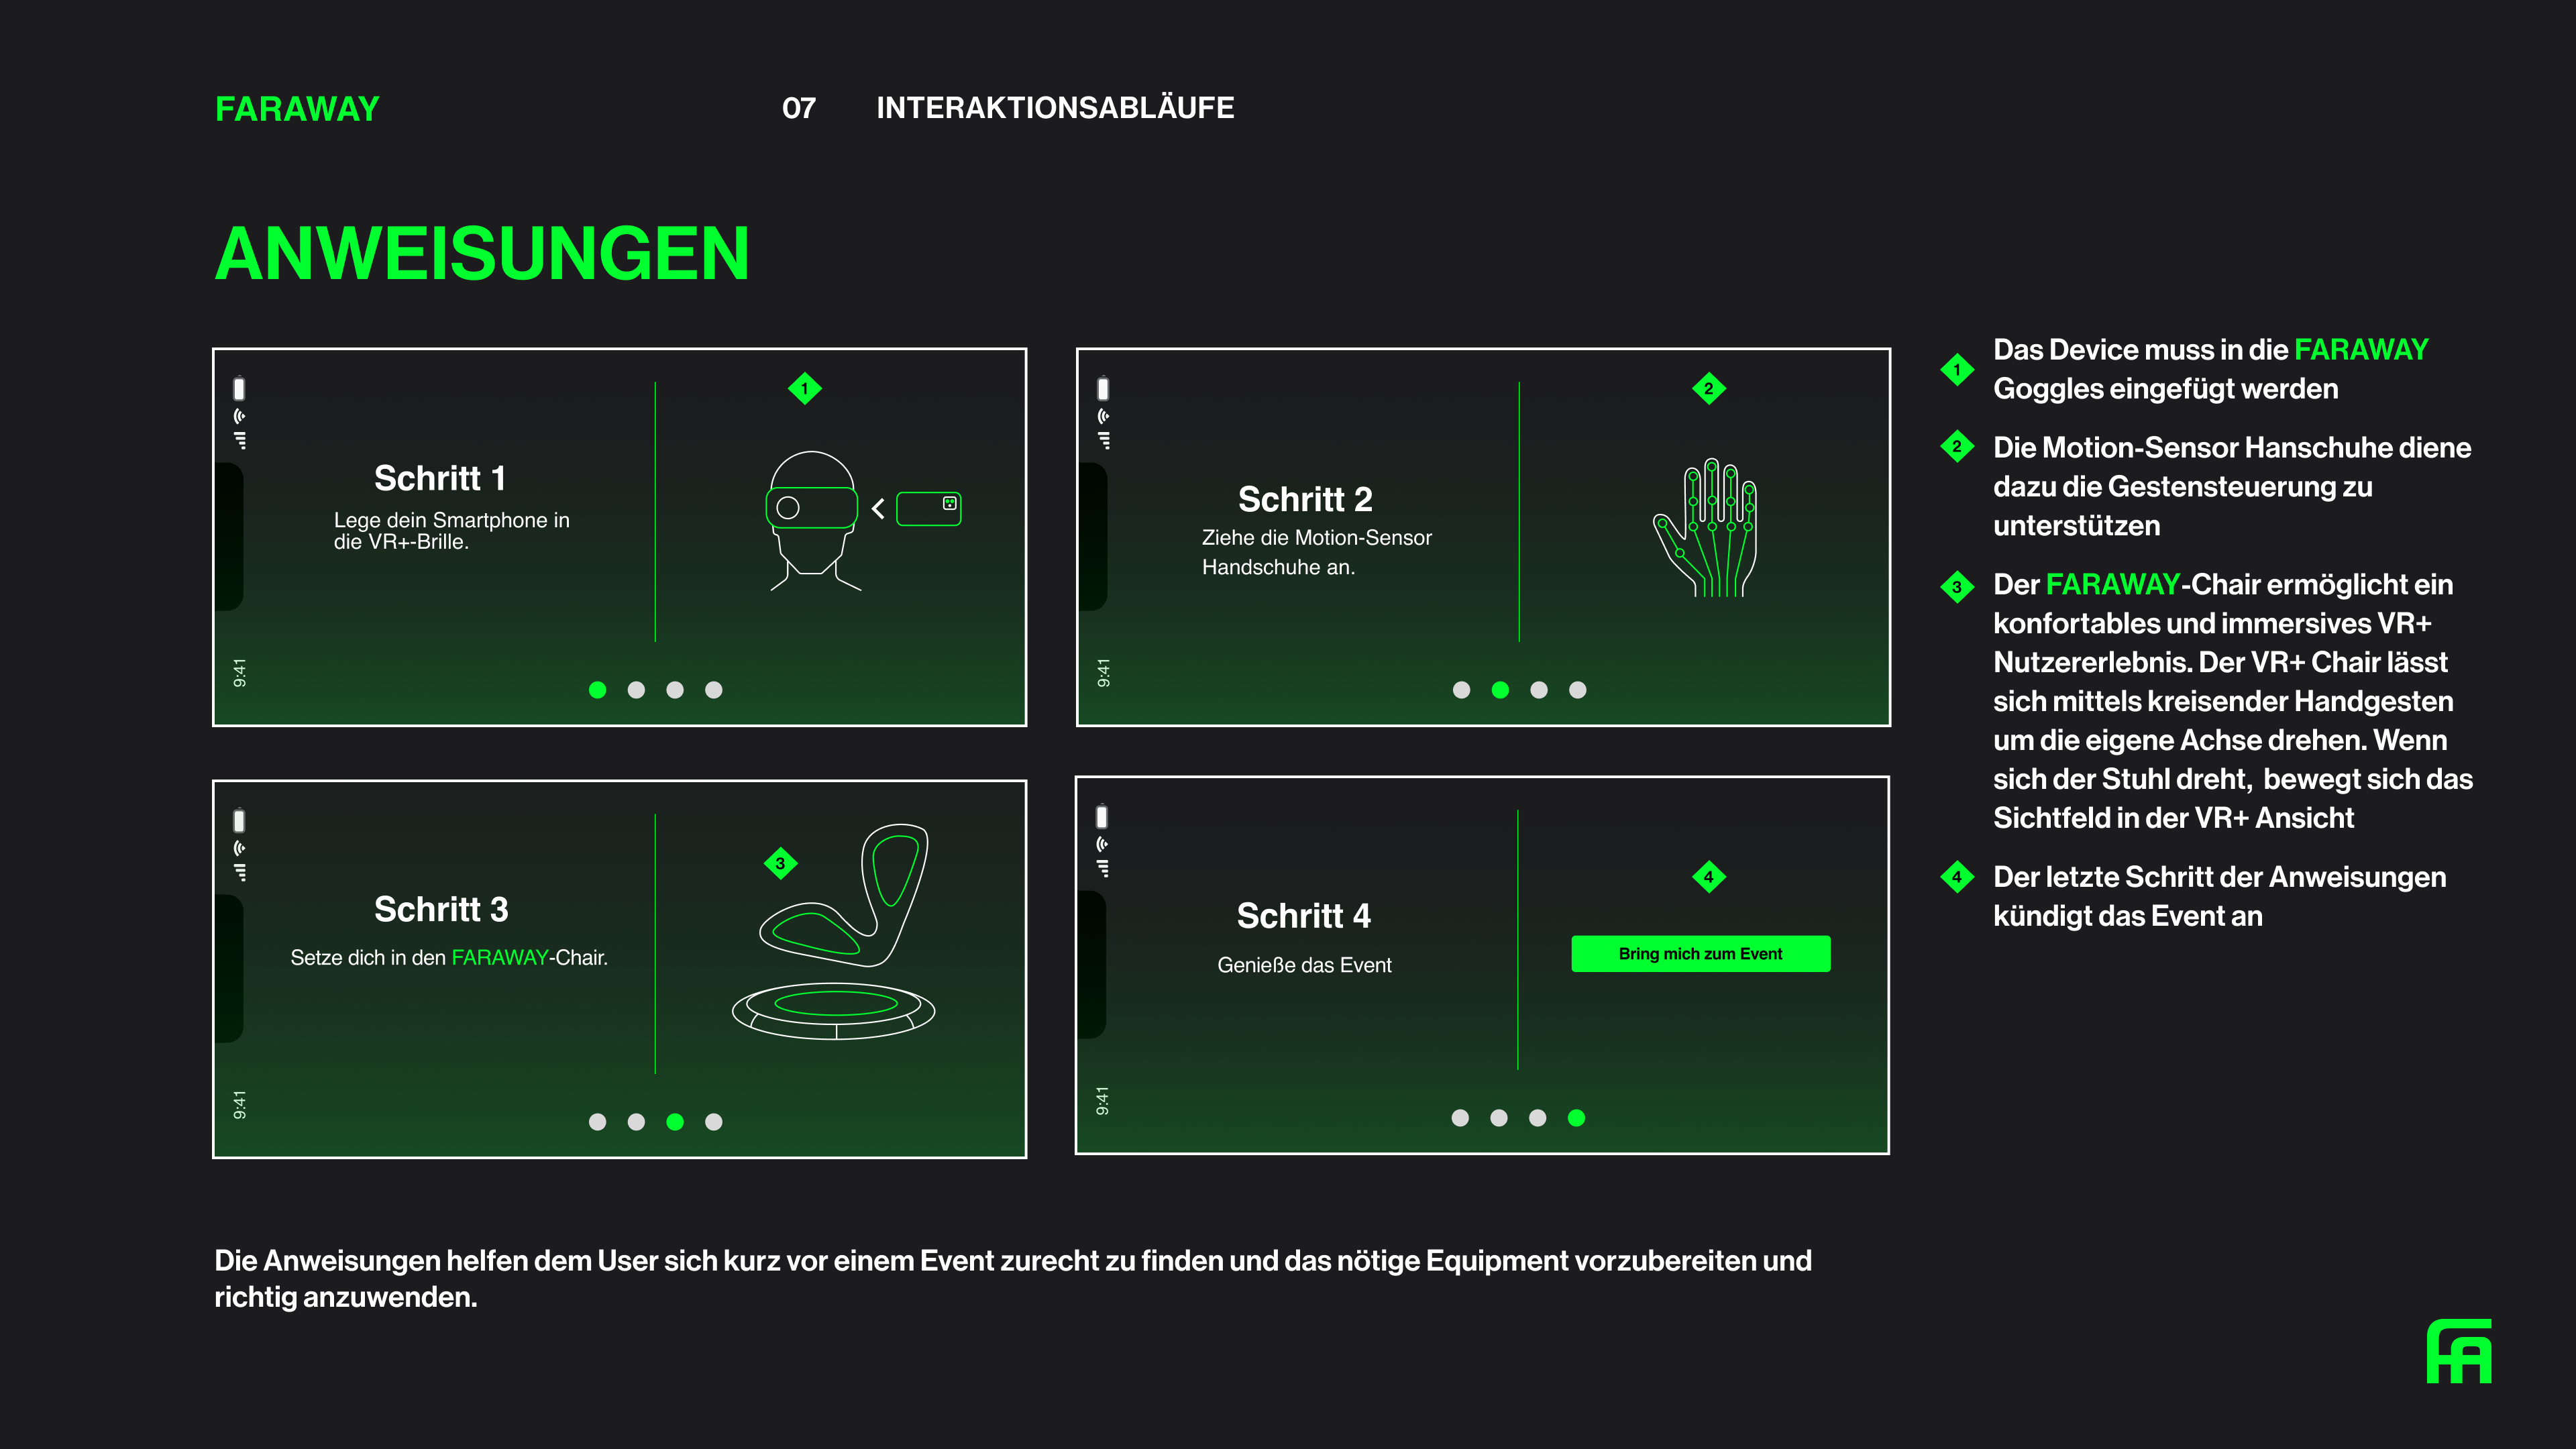 FARAWAY
07 INTERAKTIONSABLÄUFE
ANWEISUNGEN
1
Schritt 1
Lege dein Smartphone in
die VR+-Brille.
9:41
2
Schritt 2
Ziehe die Motion-Sensor
Handschuhe an.
9:41
3
Schritt 3
Setze dich in den FARAWAY-Chair.
9:41
4
Schritt 4
Genieße das Event
Bring mich zum Event
9:41
1
Das Device muss in die FARAWAY
Goggles eingefügt werden
2
Die Motion-Sensor Hanschuhe diene
dazu die Gestensteuerung zu
unterstützen
3
Der FARAWAY-Chair ermöglicht ein
konfortables und immersives VR+
Nutzererlebnis. Der VR+ Chair lässt
sich mittels kreisender Handgesten
um die eigene Achse drehen. Wenn
sich der Stuhl dreht, bewegt sich das
Sichtfeld in der VR+ Ansicht
4
Der letzte Schritt der Anweisungen
kündigt das Event an
Die Anweisungen helfen dem User sich kurz vor einem Event zurecht zu finden und das nötige Equipment vorzubereiten und
richtig anzuwenden.
FA